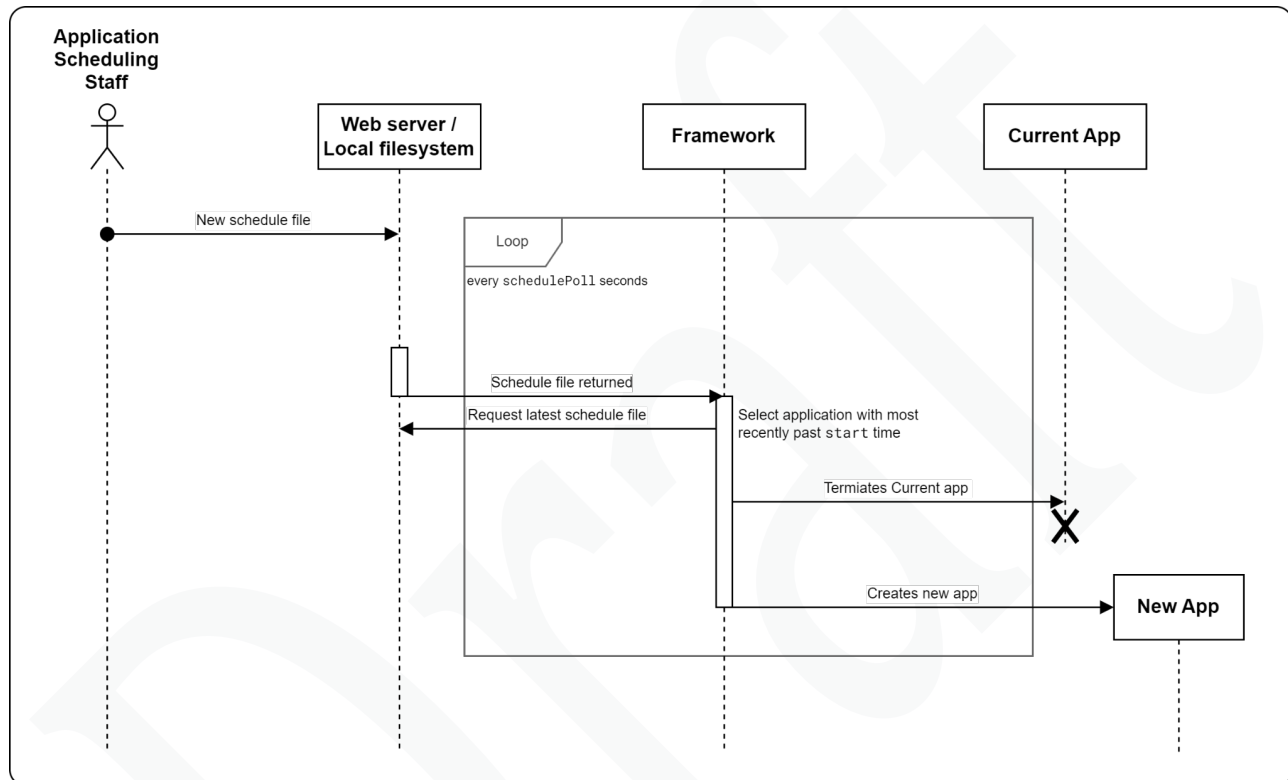 Application
Scheduling
Staff
Web server /
Local filesystem
Framework
Current App
New schedule file
Loop
every schedulePoll seconds
Schedule file returned
Request latest schedule file
Select application with most
recently past start time
Termiates Current app
Creates new app
New App
Draft